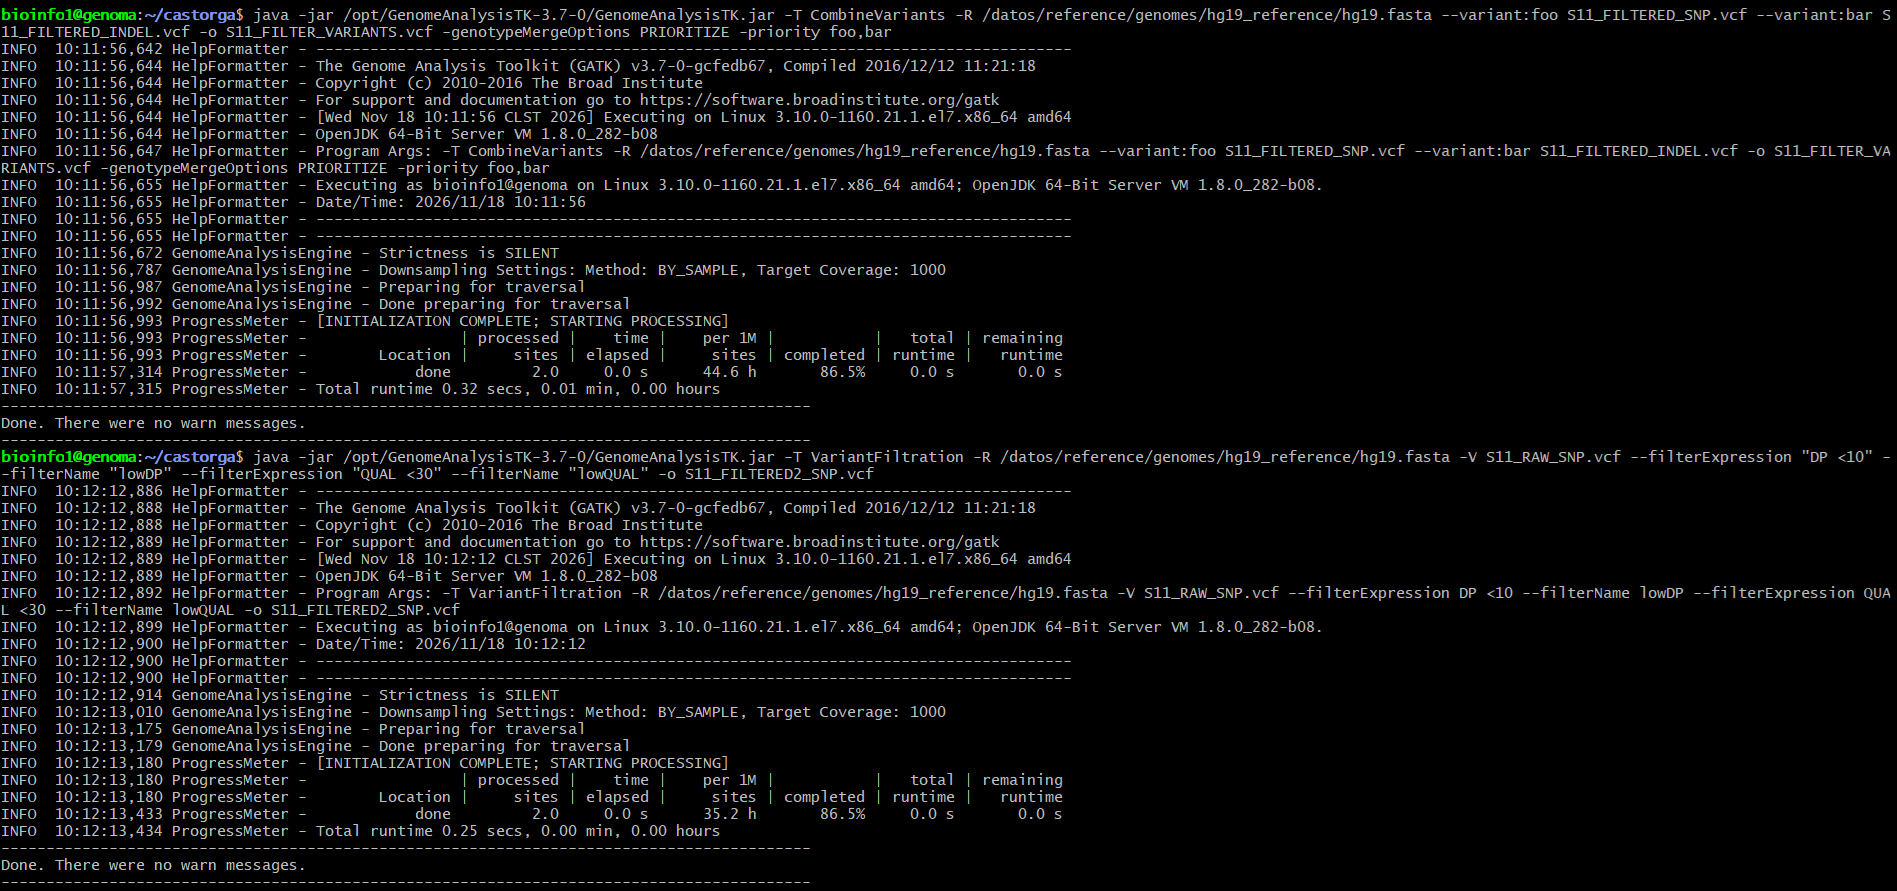 bioinfo1@genoma:~/castorga$ java -jar /opt/GenomeAnalysisTK-3.7-0/GenomeAnalysisTK.jar -T CombineVariants -R /datos/reference/genomes/hg19_reference/hg19.fasta --variant:foo S11_FILTERED_SNP.vcf --variant:bar S
11_FILTERED_INDEL.vcf -o S11_FILTER_VARIANTS.vcf -genotypeMergeOptions PRIORITIZE -priority foo,bar
INFO  10:11:56,642 HelpFormatter - ------------------------------------------------------------------------------------
INFO  10:11:56,644 HelpFormatter - The Genome Analysis Toolkit (GATK) v3.7-0-gcfedb67, Compiled 2016/12/12 11:21:18
INFO  10:11:56,644 HelpFormatter - Copyright (c) 2010-2016 The Broad Institute
INFO  10:11:56,644 HelpFormatter - For support and documentation go to https://software.broadinstitute.org/gatk
INFO  10:11:56,644 HelpFormatter - [Wed Nov 18 10:11:56 CLST 2026] Executing on Linux 3.10.0-1160.21.1.el7.x86_64 amd64
INFO  10:11:56,644 HelpFormatter - OpenJDK 64-Bit Server VM 1.8.0_282-b08
INFO  10:11:56,647 HelpFormatter - Program Args: -T CombineVariants -R /datos/reference/genomes/hg19_reference/hg19.fasta --variant:foo S11_FILTERED_SNP.vcf --variant:bar S11_FILTERED_INDEL.vcf -o S11_FILTER_VA
RIANTS.vcf -genotypeMergeOptions PRIORITIZE -priority foo,bar
INFO  10:11:56,655 HelpFormatter - Executing as bioinfo1@genoma on Linux 3.10.0-1160.21.1.el7.x86_64 amd64; OpenJDK 64-Bit Server VM 1.8.0_282-b08.
INFO  10:11:56,655 HelpFormatter - Date/Time: 2026/11/18 10:11:56
INFO  10:11:56,655 HelpFormatter - ------------------------------------------------------------------------------------
INFO  10:11:56,655 HelpFormatter - ------------------------------------------------------------------------------------
INFO  10:11:56,672 GenomeAnalysisEngine - Strictness is SILENT
INFO  10:11:56,787 GenomeAnalysisEngine - Downsampling Settings: Method: BY_SAMPLE, Target Coverage: 1000
INFO  10:11:56,987 GenomeAnalysisEngine - Preparing for traversal
INFO  10:11:56,992 GenomeAnalysisEngine - Done preparing for traversal
INFO  10:11:56,993 ProgressMeter - [INITIALIZATION COMPLETE; STARTING PROCESSING]
INFO  10:11:56,993 ProgressMeter -                 | processed |    time |    per 1M |           |   total | remaining
INFO  10:11:56,993 ProgressMeter -        Location |     sites | elapsed |     sites | completed | runtime |   runtime
INFO  10:11:57,314 ProgressMeter -            done         2.0     0.0 s      44.6 h       86.5%     0.0 s       0.0 s
INFO  10:11:57,315 ProgressMeter - Total runtime 0.32 secs, 0.01 min, 0.00 hours
------------------------------------------------------------------------------------------
Done. There were no warn messages.
------------------------------------------------------------------------------------------
bioinfo1@genoma:~/castorga$ java -jar /opt/GenomeAnalysisTK-3.7-0/GenomeAnalysisTK.jar -T VariantFiltration -R /datos/reference/genomes/hg19_reference/hg19.fasta -V S11_RAW_SNP.vcf --filterExpression "DP <10" -
-filterName "lowDP" --filterExpression "QUAL <30" --filterName "lowQUAL" -o S11_FILTERED2_SNP.vcf
INFO  10:12:12,886 HelpFormatter - ------------------------------------------------------------------------------------
INFO  10:12:12,888 HelpFormatter - The Genome Analysis Toolkit (GATK) v3.7-0-gcfedb67, Compiled 2016/12/12 11:21:18
INFO  10:12:12,888 HelpFormatter - Copyright (c) 2010-2016 The Broad Institute
INFO  10:12:12,889 HelpFormatter - For support and documentation go to https://software.broadinstitute.org/gatk
INFO  10:12:12,889 HelpFormatter - [Wed Nov 18 10:12:12 CLST 2026] Executing on Linux 3.10.0-1160.21.1.el7.x86_64 amd64
INFO  10:12:12,889 HelpFormatter - OpenJDK 64-Bit Server VM 1.8.0_282-b08
INFO  10:12:12,892 HelpFormatter - Program Args: -T VariantFiltration -R /datos/reference/genomes/hg19_reference/hg19.fasta -V S11_RAW_SNP.vcf --filterExpression DP <10 --filterName lowDP --filterExpression QUA
L <30 --filterName lowQUAL -o S11_FILTERED2_SNP.vcf
INFO  10:12:12,899 HelpFormatter - Executing as bioinfo1@genoma on Linux 3.10.0-1160.21.1.el7.x86_64 amd64; OpenJDK 64-Bit Server VM 1.8.0_282-b08.
INFO  10:12:12,900 HelpFormatter - Date/Time: 2026/11/18 10:12:12
INFO  10:12:12,900 HelpFormatter - ------------------------------------------------------------------------------------
INFO  10:12:12,900 HelpFormatter - ------------------------------------------------------------------------------------
INFO  10:12:12,914 GenomeAnalysisEngine - Strictness is SILENT
INFO  10:12:13,010 GenomeAnalysisEngine - Downsampling Settings: Method: BY_SAMPLE, Target Coverage: 1000
INFO  10:12:13,175 GenomeAnalysisEngine - Preparing for traversal
INFO  10:12:13,179 GenomeAnalysisEngine - Done preparing for traversal
INFO  10:12:13,180 ProgressMeter - [INITIALIZATION COMPLETE; STARTING PROCESSING]
INFO  10:12:13,180 ProgressMeter -                 | processed |    time |    per 1M |           |   total | remaining
INFO  10:12:13,180 ProgressMeter -        Location |     sites | elapsed |     sites | completed | runtime |   runtime
INFO  10:12:13,433 ProgressMeter -            done         2.0     0.0 s      35.2 h       86.5%     0.0 s       0.0 s
INFO  10:12:13,434 ProgressMeter - Total runtime 0.25 secs, 0.00 min, 0.00 hours
------------------------------------------------------------------------------------------
Done. There were no warn messages.
------------------------------------------------------------------------------------------